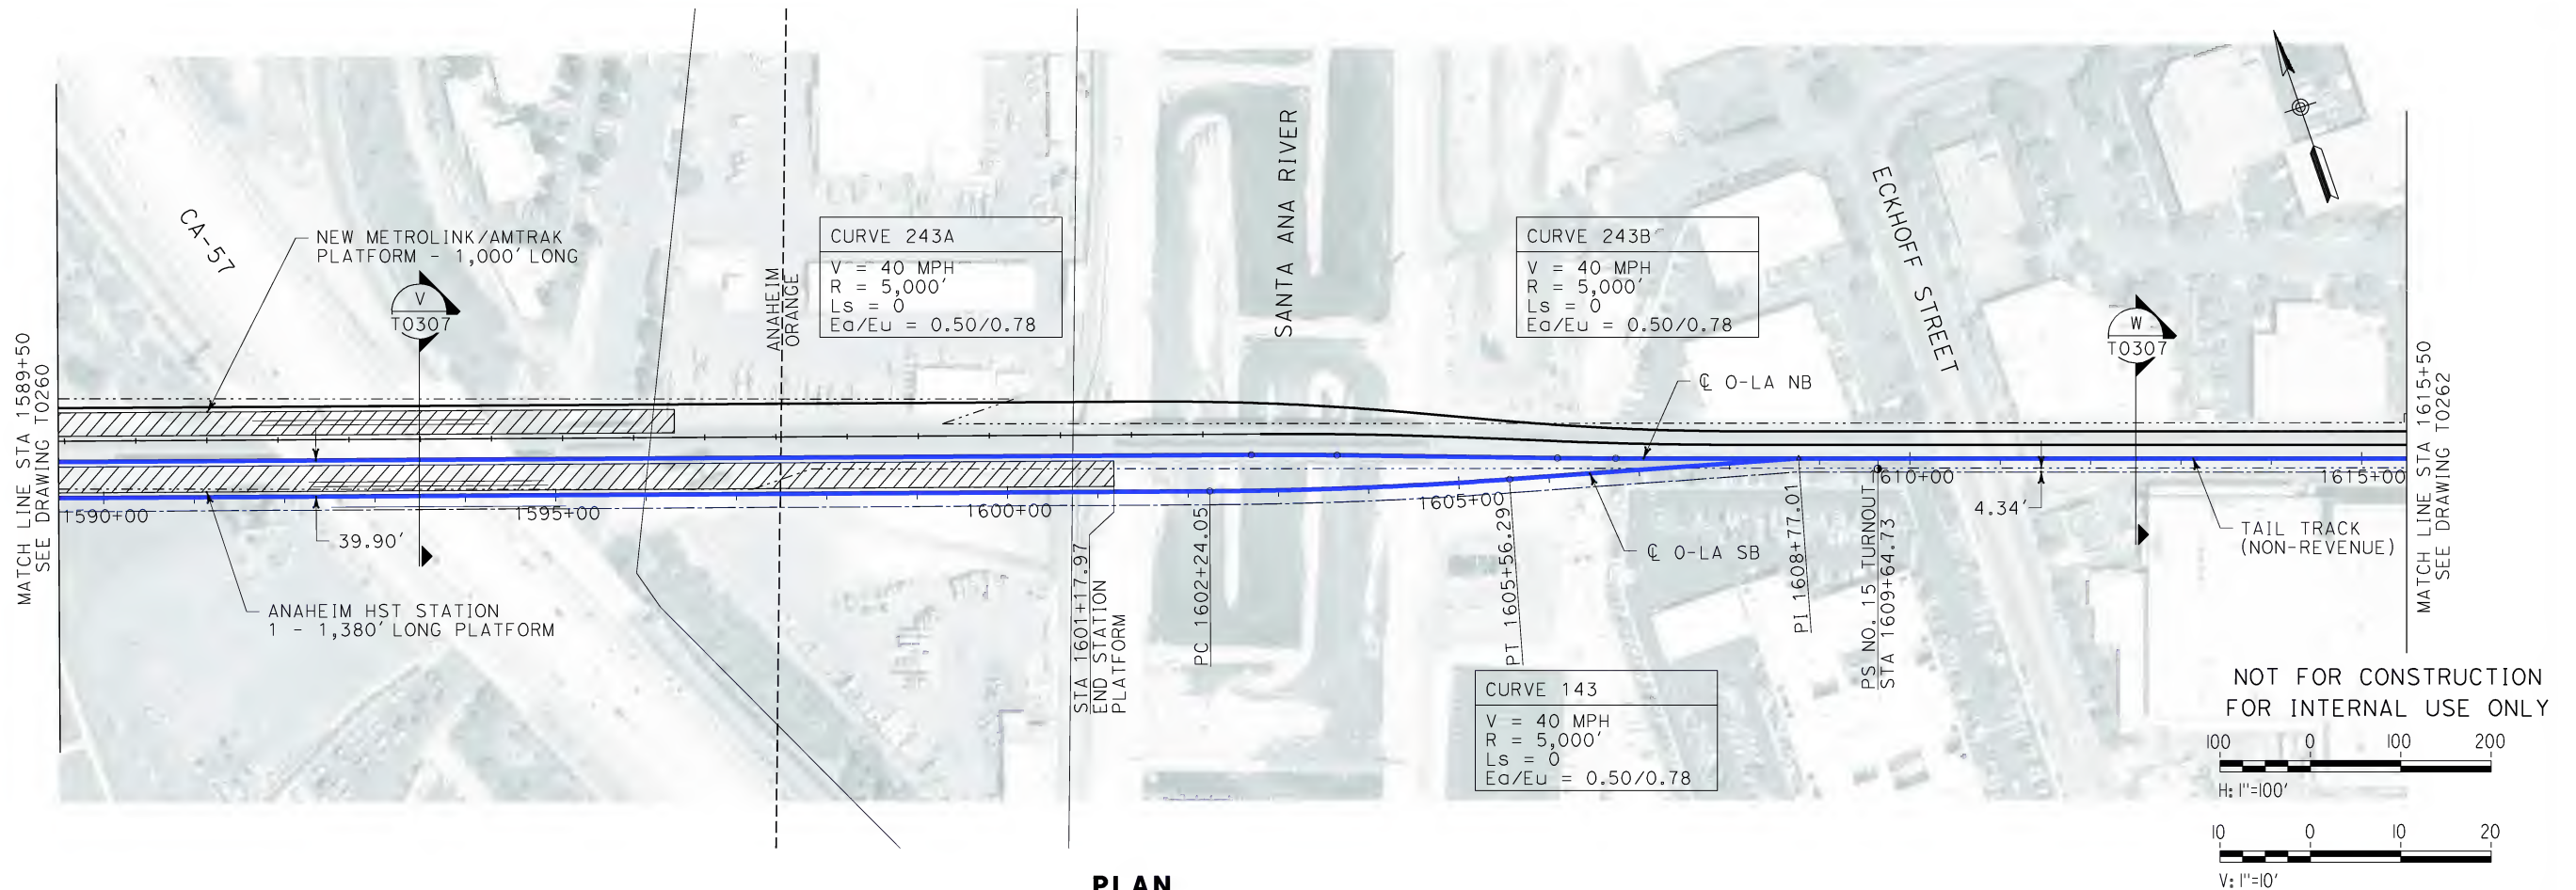 MATCH LINE STA 1589+50
SEE DRAWING T0260
CA-57
NEW METROLINK/AMTRAK
PLATFORM - 1,000' LONG
V
T0307
ANAHEIM
ORANGE
CURVE 243A
V = 40 MPH
R = 5,000'
Ls = 0
Ea/Eu = 0.50/0.78
SANTA ANA RIVER
CURVE 243B
V = 40 MPH
R = 5,000'
Ls = 0
Ea/Eu = 0.50/0.78
ECKHOFF STREET
W
T0307
℄ O-LA NB
MATCH LINE STA 1615+50
SEE DRAWING T0262
1590+00
1595+00
1600+00
1605+00
1610+00
1615+00
39.90'
4.34'
ANAHEIM HST STATION
1 - 1,380' LONG PLATFORM
STA 1601+17.97
END STATION
PLATFORM
PC 1602+24.05
PT 1605+56.29
℄ O-LA SB
PI 1608+77.01
PS NO. 15 TURNOUT
STA 1609+64.73
TAIL TRACK
(NON-REVENUE)
CURVE 143
V = 40 MPH
R = 5,000'
Ls = 0
Ea/Eu = 0.50/0.78
NOT FOR CONSTRUCTION
FOR INTERNAL USE ONLY
100 0 100 200
H: 1"=100'
10 0 10 20
V: 1"=10'
PLAN